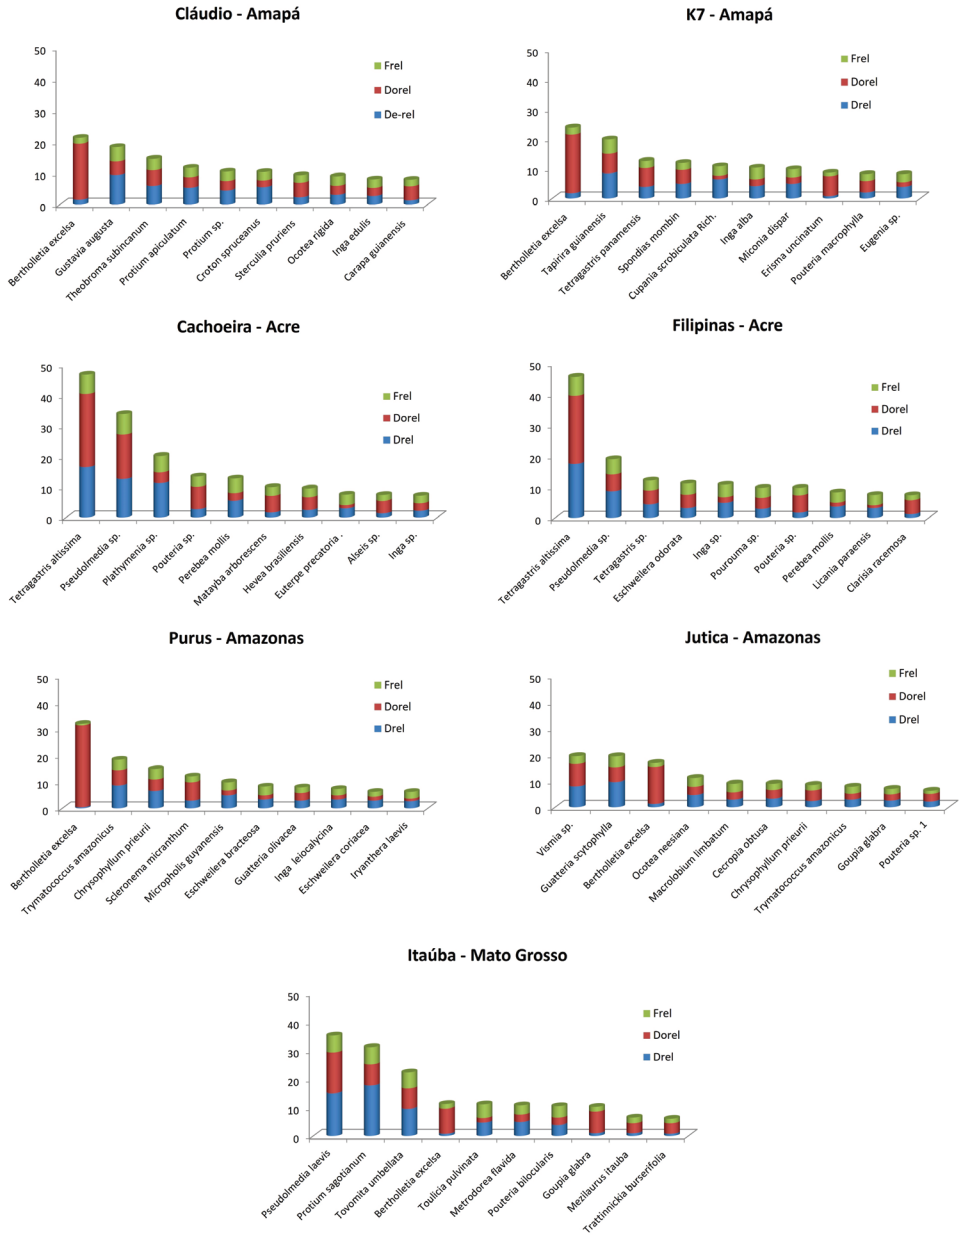 Cláudio - Amapá
50
40
30
20
10
0
Frel
Dorel
De-rel
Bertholletia excelsa
Gustavia augusta
Theobroma subincanum
Protium apiculatum
Protium sp.
Croton spruceanus
Sterculia pruriens
Ocotea rigida
Inga edulis
Carapa guianensis
K7 - Amapá
50
40
30
20
10
0
Frel
Dorel
Drel
Bertholletia excelsa
Tapirira guianensis
Tetragastris panamensis
Spondias mombin
Cupania scrobiculata Rich.
Inga alba
Miconia dispar
Erisma uncinatum
Pouteria macrophylla
Eugenia sp.
Cachoeira - Acre
50
40
30
20
10
0
Frel
Dorel
Drel
Tetragastris altissima
Pseudolmedia sp.
Plathymenia sp.
Pouteria sp.
Perebea mollis
Matayba arborescens
Hevea brasiliensis
Euterpe precatoria .
Alseis sp.
Inga sp.
Filipinas - Acre
50
40
30
20
10
0
Frel
Dorel
Drel
Tetragastris altissima
Pseudolmedia sp.
Tetragastris sp.
Eschweilera odorata
Inga sp.
Pourouma sp.
Pouteria sp.
Perebea mollis
Licania paraensis
Clarisia racemosa
Purus - Amazonas
50
40
30
20
10
0
Frel
Dorel
Drel
Bertholletia excelsa
Trymatococcus amazonicus
Chrysophyllum prieurii
Scleronema micranthum
Micropholis guyanensis
Eschweilera bracteosa
Guatteria olivacea
Inga leiocalycina
Eschweilera coriacea
Iryanthera laevis
Jutica - Amazonas
50
40
30
20
10
0
Frel
Dorel
Drel
Vismia sp.
Guatteria scytophylla
Bertholletia excelsa
Ocotea neesiana
Macrolobium limbatum
Cecropia obtusa
Chrysophyllum prieurii
Trymatococcus amazonicus
Goupia glabra
Pouteria sp. 1
Itaúba - Mato Grosso
50
40
30
20
10
0
Frel
Dorel
Drel
Pseudolmedia laevis
Protium sagotianum
Tovomita umbellata
Bertholletia excelsa
Toulicia pulvinata
Metrodorea flavida
Pouteria bilocularis
Goupia glabra
Mezilaurus itauba
Trattinnickia burserifolia